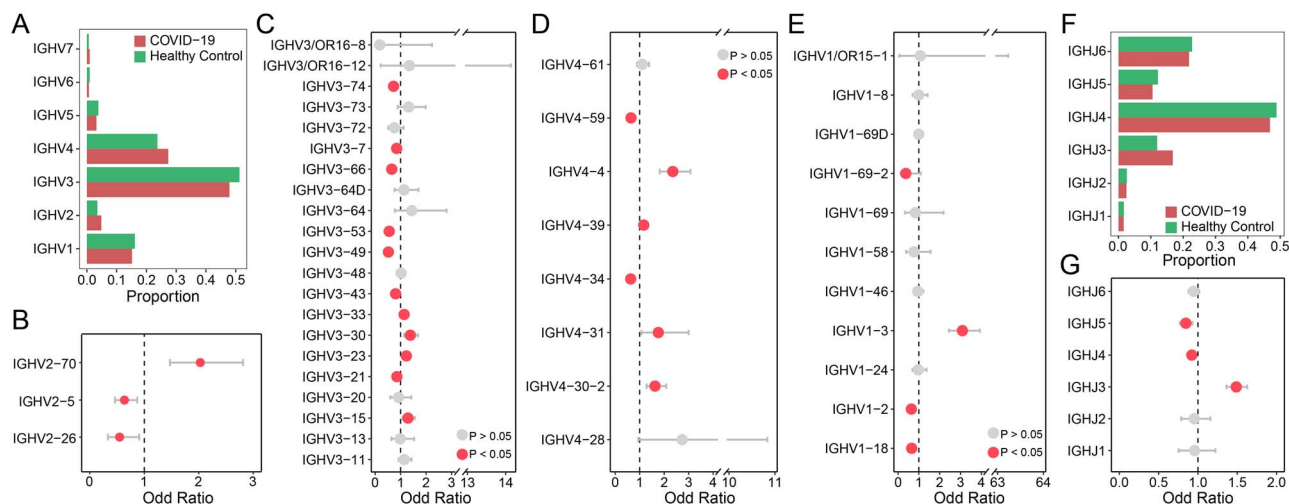 A
COVID−19
Healthy Control
IGHV7
IGHV6
IGHV5
IGHV4
IGHV3
IGHV2
IGHV1
0.0 0.1 0.2 0.3 0.4 0.5
Proportion
B
IGHV2−70
IGHV2−5
IGHV2−26
0 1 2 3
Odd Ratio
C
IGHV3/OR16−8
IGHV3/OR16−12
IGHV3−74
IGHV3−73
IGHV3−72
IGHV3−7
IGHV3−66
IGHV3−64D
IGHV3−64
IGHV3−53
IGHV3−49
IGHV3−48
IGHV3−43
IGHV3−33
IGHV3−30
IGHV3−23
IGHV3−21
IGHV3−20
IGHV3−15
IGHV3−13
IGHV3−11
P > 0.05
P < 0.05
0 1 2 3 13 14
Odd Ratio
D
P > 0.05
P < 0.05
IGHV4−61
IGHV4−59
IGHV4−4
IGHV4−39
IGHV4−34
IGHV4−31
IGHV4−30−2
IGHV4−28
0 1 2 3 4 10 11
Odd Ratio
E
IGHV1/OR15−1
IGHV1−8
IGHV1−69D
IGHV1−69−2
IGHV1−69
IGHV1−58
IGHV1−46
IGHV1−3
IGHV1−24
IGHV1−2
IGHV1−18
P > 0.05
P < 0.05
0 1 2 3 4 63 64
Odd Ratio
F
IGHJ6
IGHJ5
IGHJ4
IGHJ3
IGHJ2
IGHJ1
COVID−19
Healthy Control
0.0 0.1 0.2 0.3 0.4 0.5
Proportion
G
IGHJ6
IGHJ5
IGHJ4
IGHJ3
IGHJ2
IGHJ1
0.0 0.5 1.0 1.5 2.0
Odd Ratio